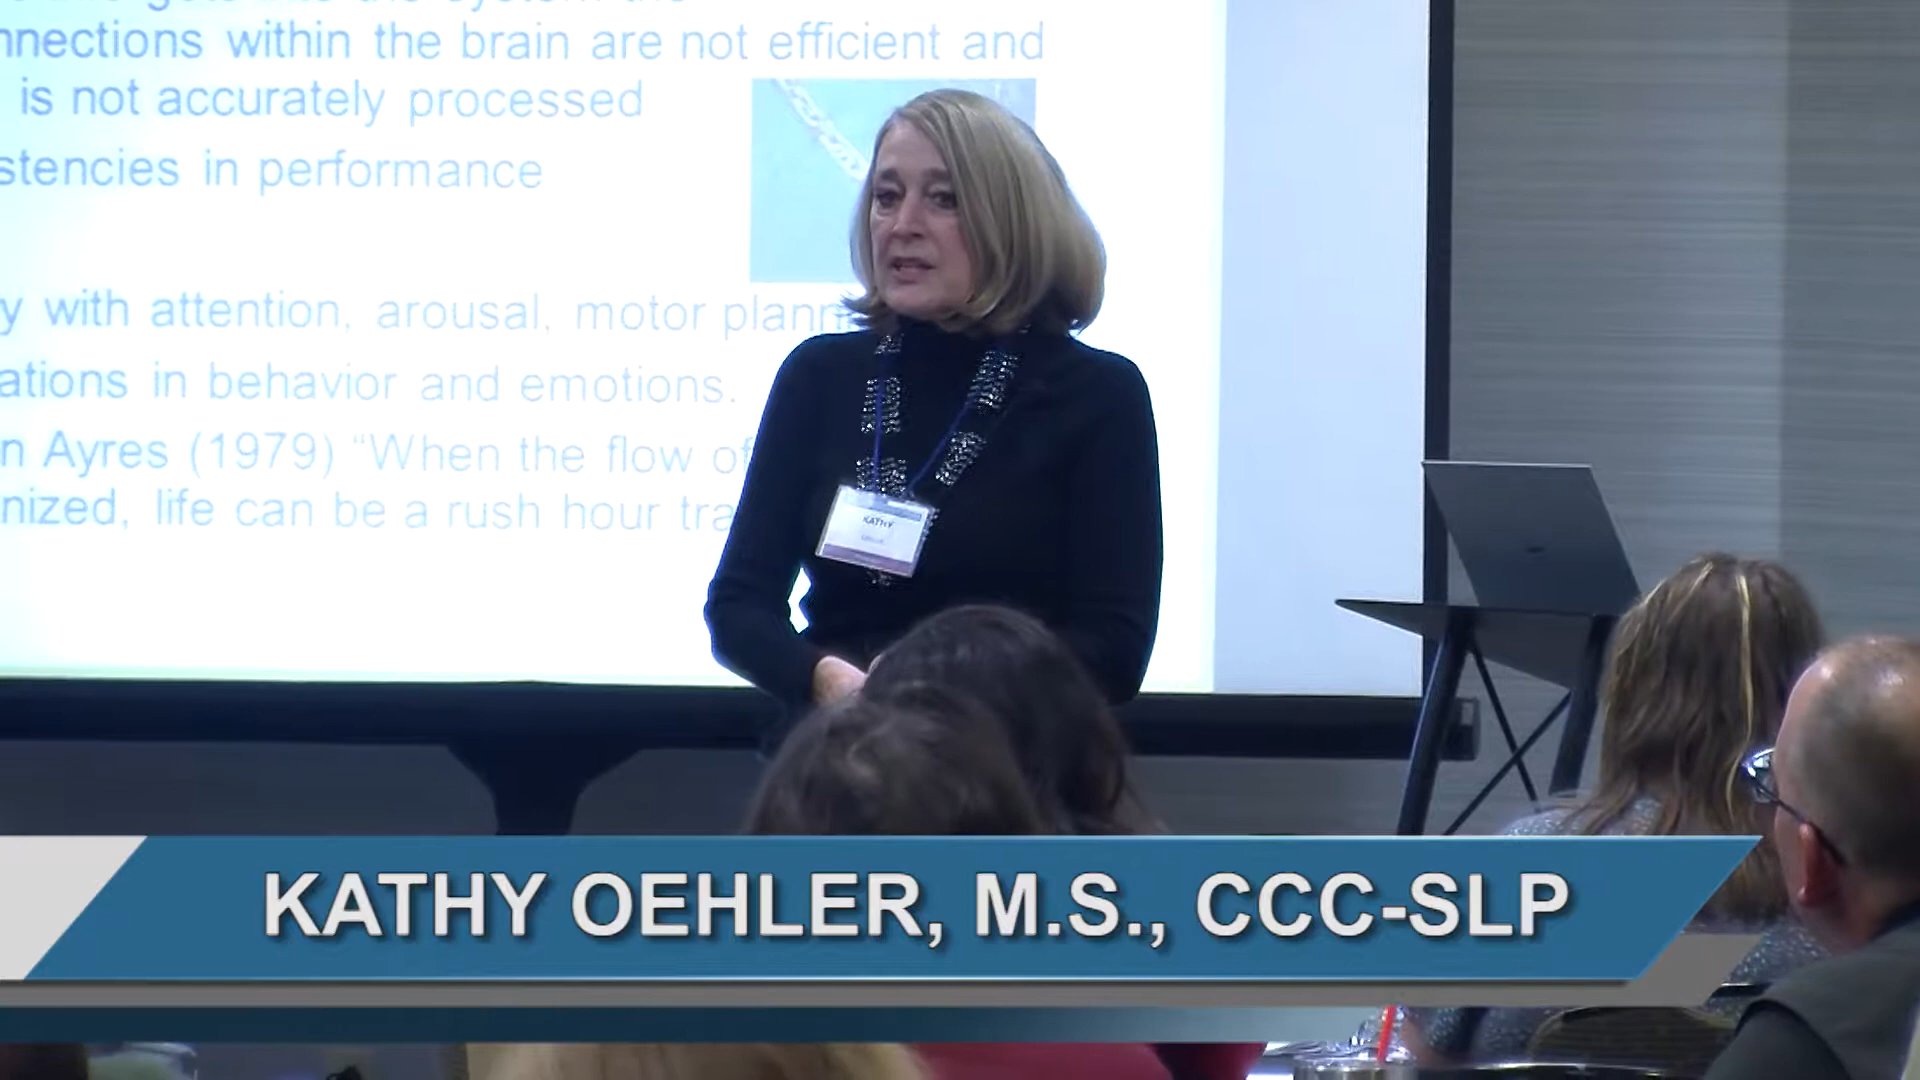 nnections within the brain are not efficient and
is not accurately processed
stencies in performance
y with attention, arousal, motor plann
ations in behavior and emotions.
n Ayres (1979) “When the flow of
nized, life can be a rush hour tra
KATHY
KATHY OEHLER, M.S., CCC-SLP